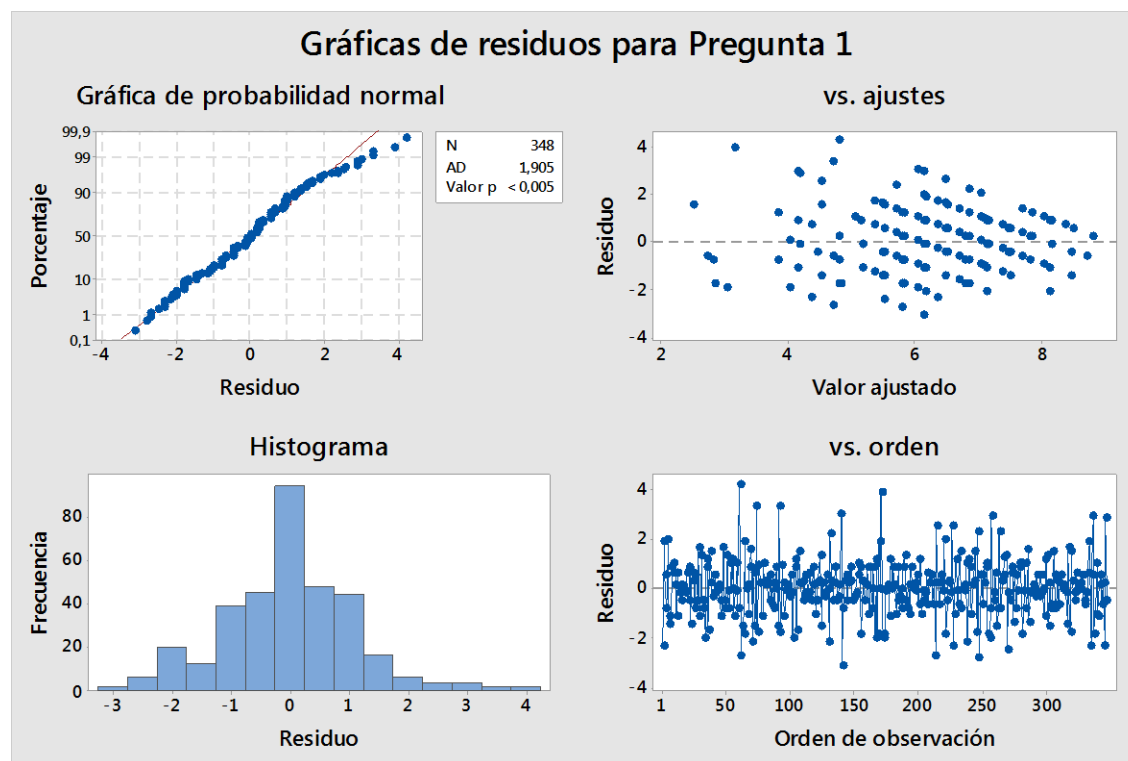 Gráficas de residuos para Pregunta 1
Gráfica de probabilidad normal
99,9
99
90
50
10
1
0,1
Porcentaje
-4 -2 0 2 4
Residuo
N 348
AD 1,905
Valor p < 0,005
vs. ajustes
4
2
0
-2
-4
Residuo
2 4 6 8
Valor ajustado
Histograma
80
60
40
20
0
Frecuencia
-3 -2 -1 0 1 2 3 4
Residuo
vs. orden
4
2
0
-2
-4
Residuo
1 50 100 150 200 250 300
Orden de observación